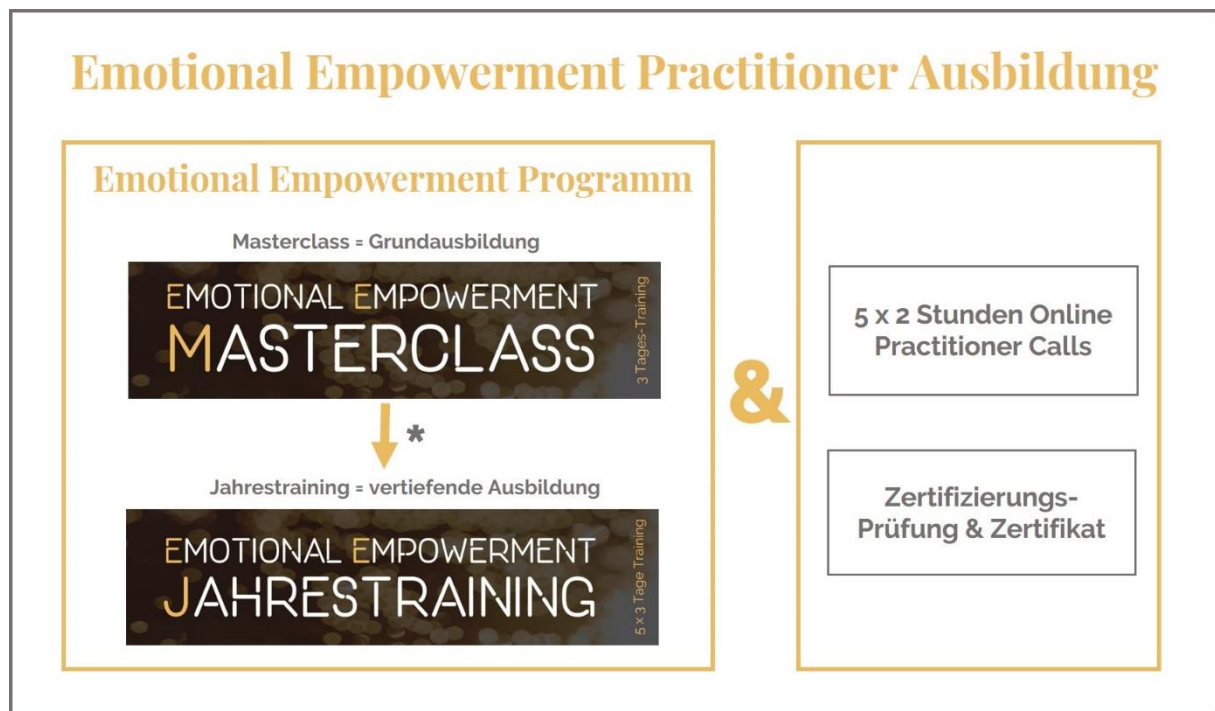 Emotional Empowerment Practitioner Ausbildung
Emotional Empowerment Programm
Masterclass = Grundausbildung
EMOTIONAL EMPOWERMENT
MASTERCLASS
3 Tages-Training
*
Jahrestraining = vertiefende Ausbildung
EMOTIONAL EMPOWERMENT
JAHRESTRAINING
5 x 3 Tage Training
&
5 x 2 Stunden Online
Practitioner Calls
Zertifizierungs-
Prüfung & Zertifikat